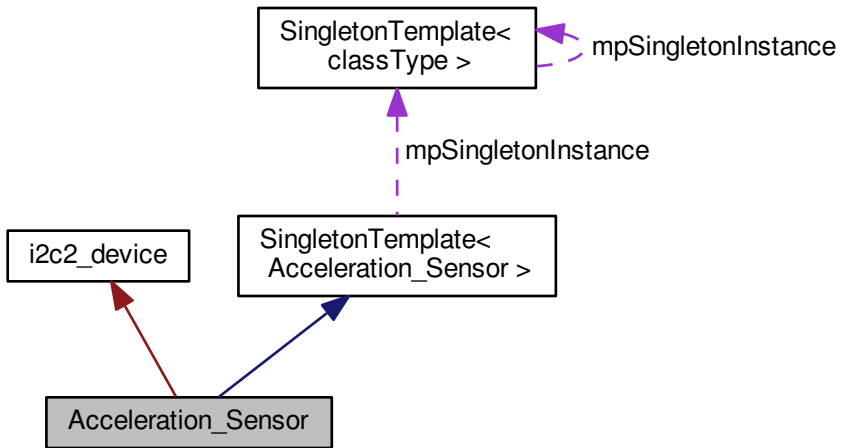 SingletonTemplate<
classType >
mpSingletonInstance
mpSingletonInstance
SingletonTemplate<
Acceleration_Sensor >
i2c2_device
Acceleration_Sensor